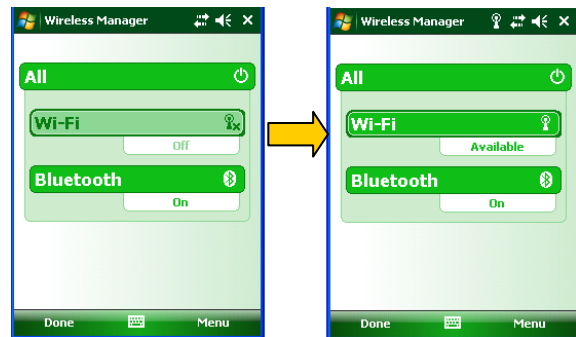 Wireless Manager
All
Wi-Fi
Off
Bluetooth
On
Done Menu
Wireless Manager
All
Wi-Fi
Available
Bluetooth
On
Done Menu